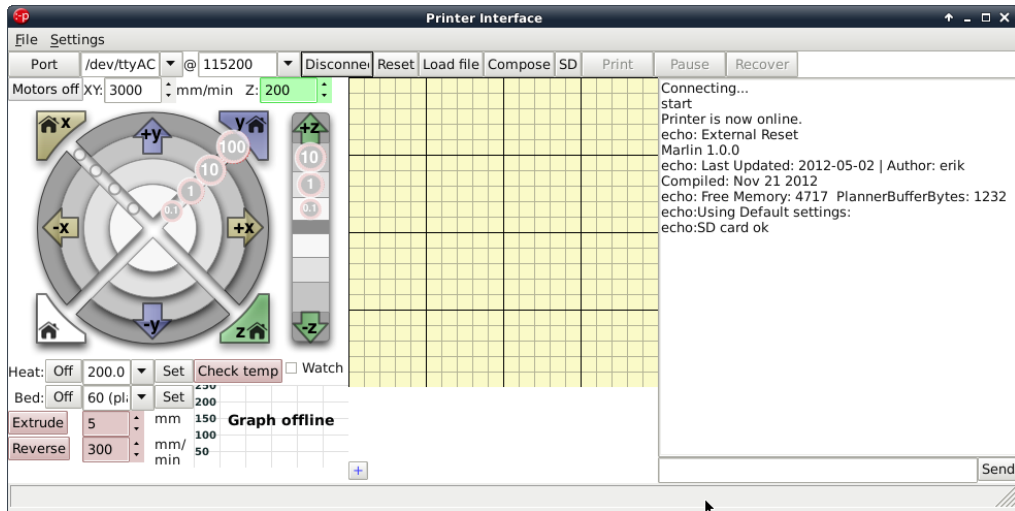 Printer Interface
File Settings
Port /dev/ttyAC @ 115200 Disconne Reset Load file Compose SD Print Pause Recover
Motors off XY: 3000 mm/min Z: 200
x +y y +z
100
10
1
0.1
10
1
0.1
-x +x
-y z -z
Heat: Off 200.0 Set Check temp Watch
Bed: Off 60 (pla Set
Extrude 5 mm
Reverse 300 mm/
min
250
200
150 Graph offline
100
50
+
Connecting...
start
Printer is now online.
echo: External Reset
Marlin 1.0.0
echo: Last Updated: 2012-05-02 | Author: erik
Compiled: Nov 21 2012
echo: Free Memory: 4717 PlannerBufferBytes: 1232
echo:Using Default settings:
echo:SD card ok
Send